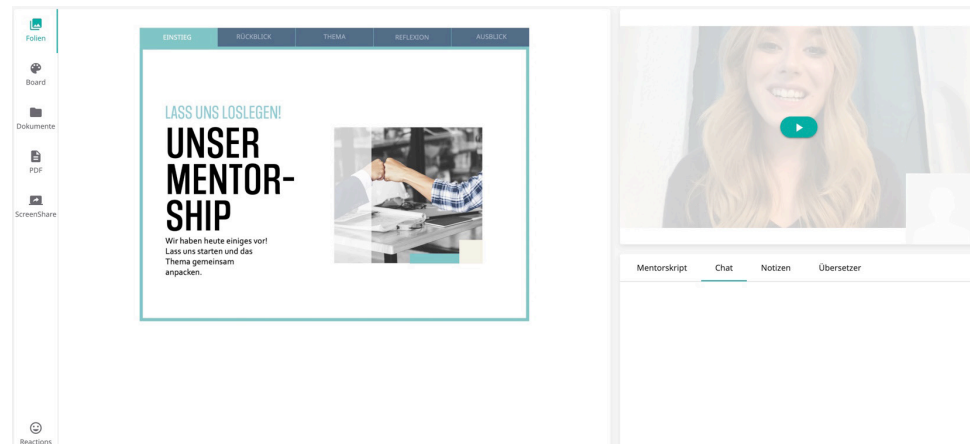 Folien
Board
Dokumente
PDF
ScreenShare
Reactions
EINSTIEG RÜCKBLICK THEMA REFLEXION AUSBLICK
LASS UNS LOSLEGEN!
UNSER
MENTOR-
SHIP
Wir haben heute einiges vor!
Lass uns starten und das
Thema gemeinsam
anpacken.
Mentorskript Chat Notizen Übersetzer